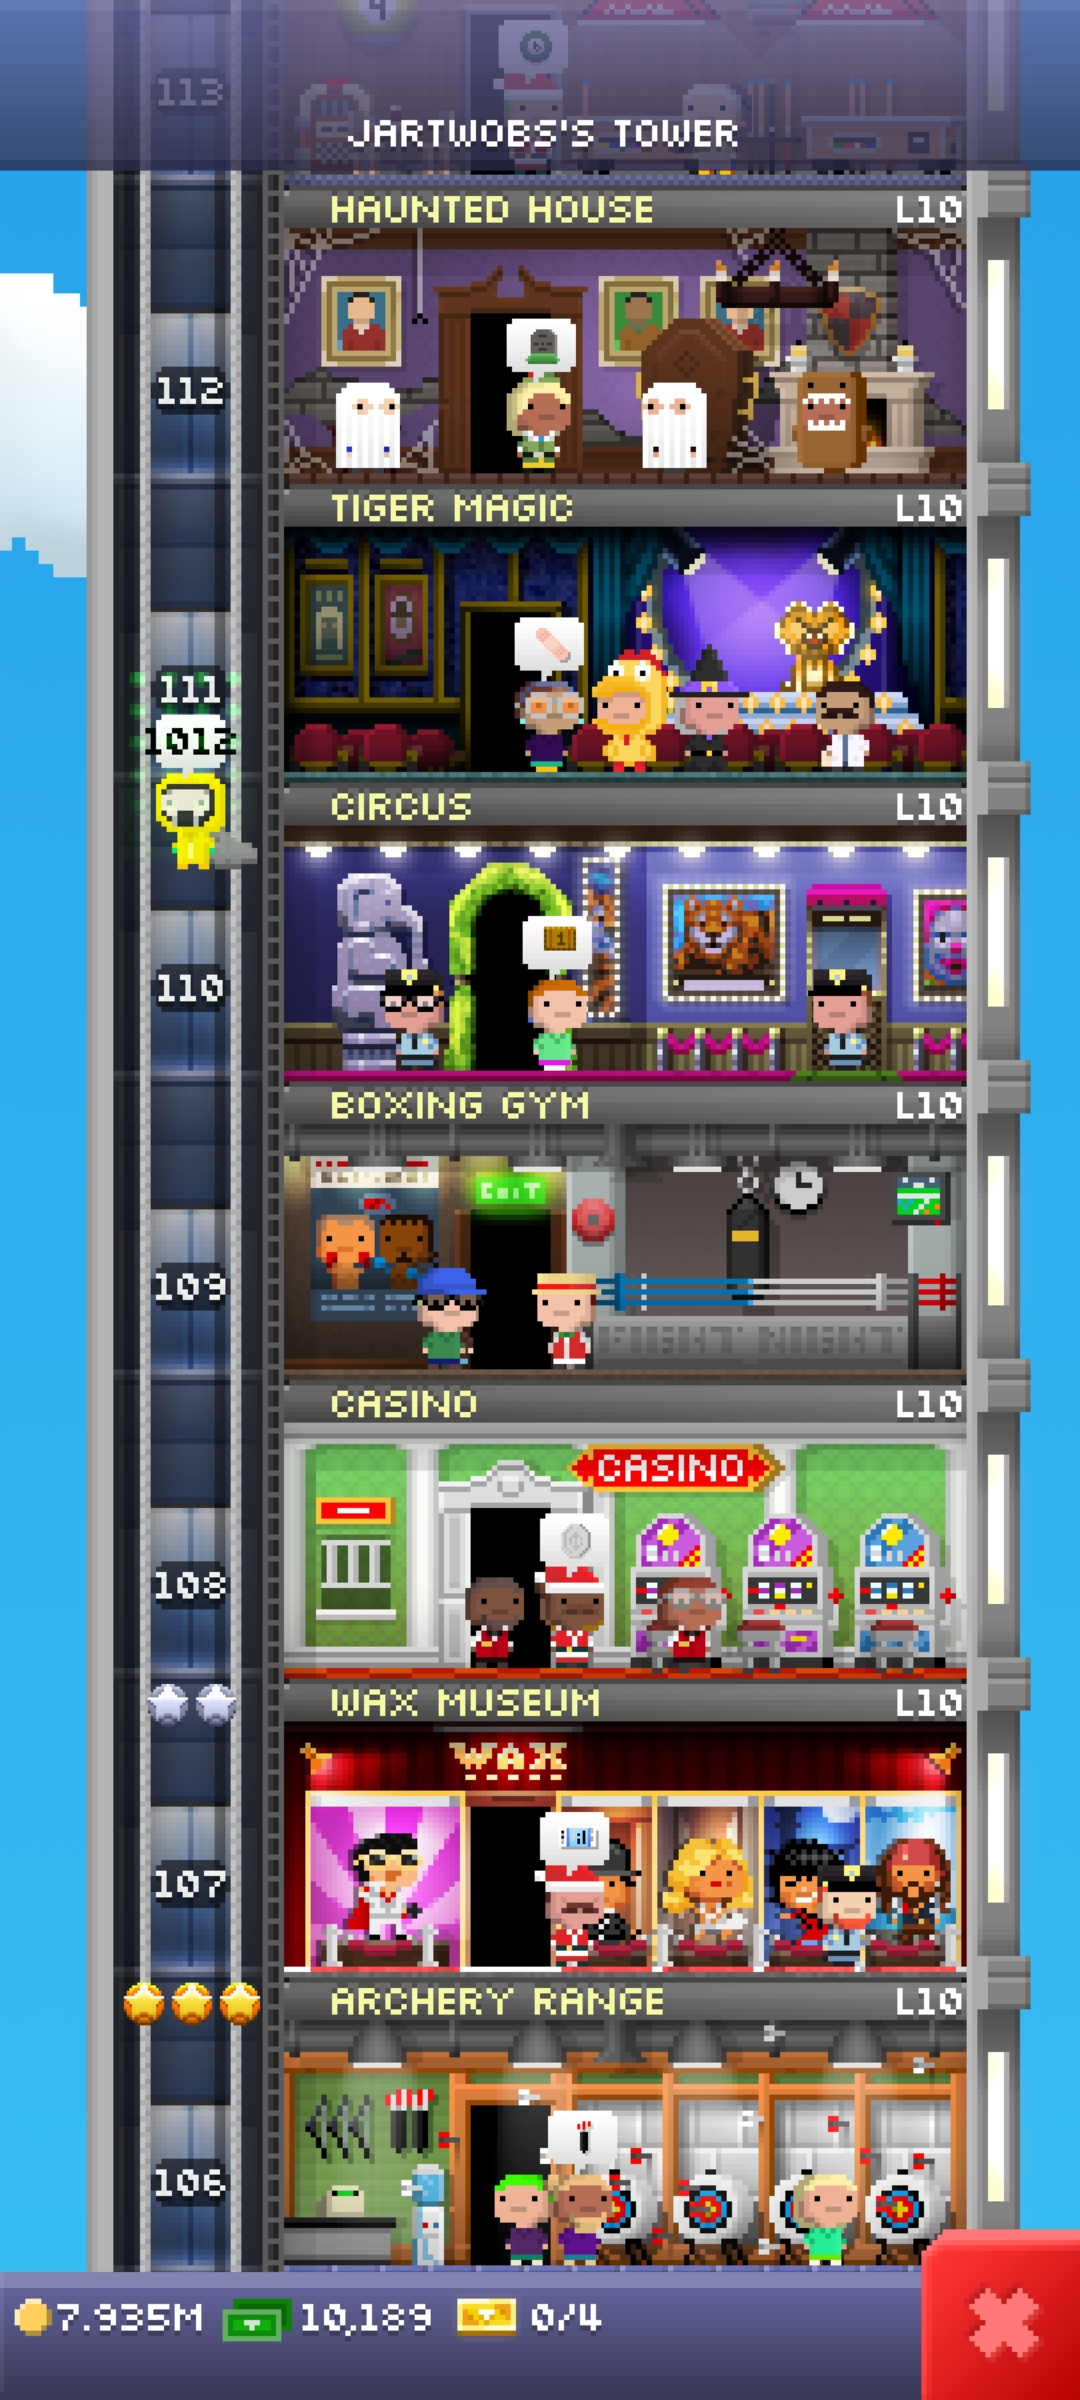 9
113
JARTWOBS'S TOWER
HAUNTED HOUSE L10
112
TIGER MAGIC L10
111
1012
CIRCUS L10
1
110
BOXING GYM L10
EXIT
109
CASINO L10
CASINO
108
WAX MUSEUM L10
WAX
107
ARCHERY RANGE L10
106
7.935M 10,189 0/4